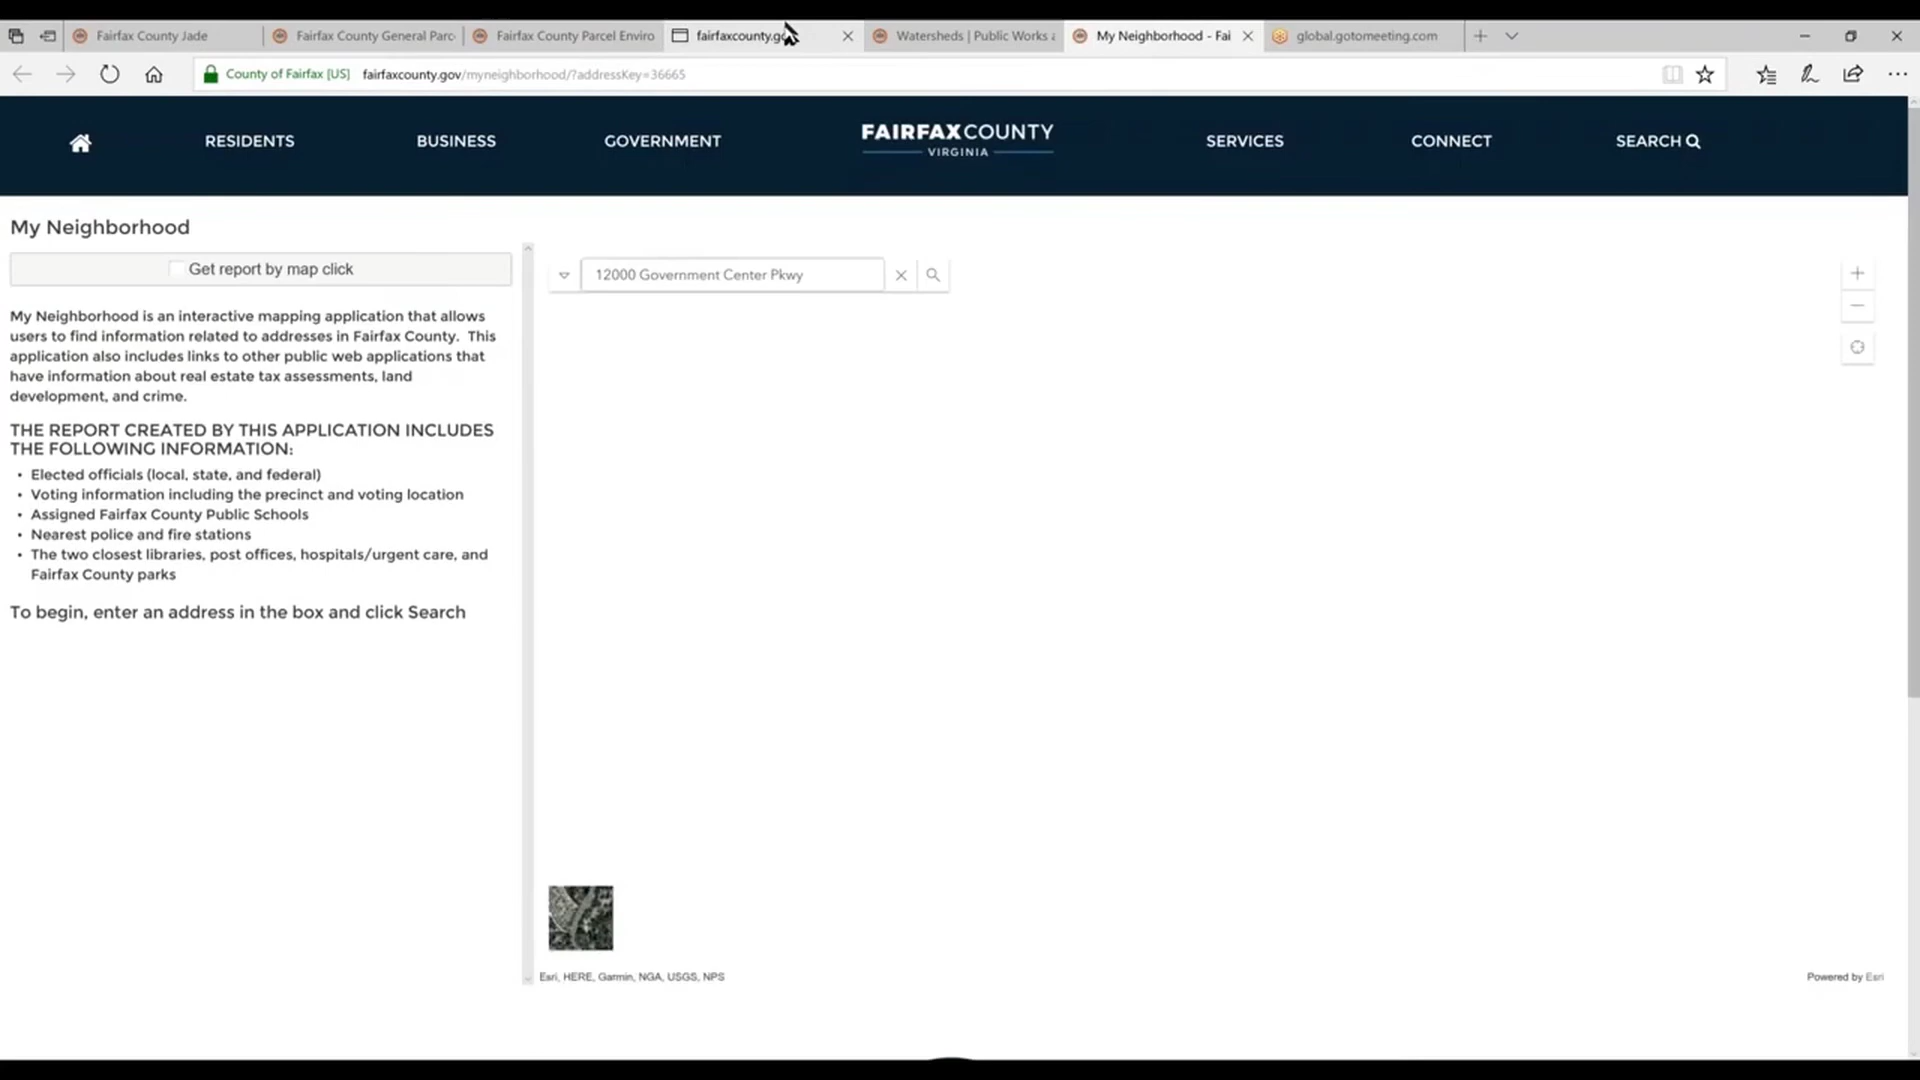 Fairfax County Jade
Fairfax County General Parc
Fairfax County Parcel Enviro
fairfaxcounty.go
Watersheds | Public Works a
My Neighborhood - Fai
global.gotomeeting.com
County of Fairfax [US]
fairfaxcounty.gov/myneighborhood/?addressKey=36665
RESIDENTS
BUSINESS
GOVERNMENT
FAIRFAX COUNTY
VIRGINIA
SERVICES
CONNECT
SEARCH
My Neighborhood
Get report by map click
12000 Government Center Pkwy
My Neighborhood is an interactive mapping application that allows
users to find information related to addresses in Fairfax County. This
application also includes links to other public web applications that
have information about real estate tax assessments, land
development, and crime.
THE REPORT CREATED BY THIS APPLICATION INCLUDES
THE FOLLOWING INFORMATION:
• Elected officials (local, state, and federal)
• Voting information including the precinct and voting location
• Assigned Fairfax County Public Schools
• Nearest police and fire stations
• The two closest libraries, post offices, hospitals/urgent care, and
Fairfax County parks
To begin, enter an address in the box and click Search
Esri, HERE, Garmin, NGA, USGS, NPS
Powered by Esri